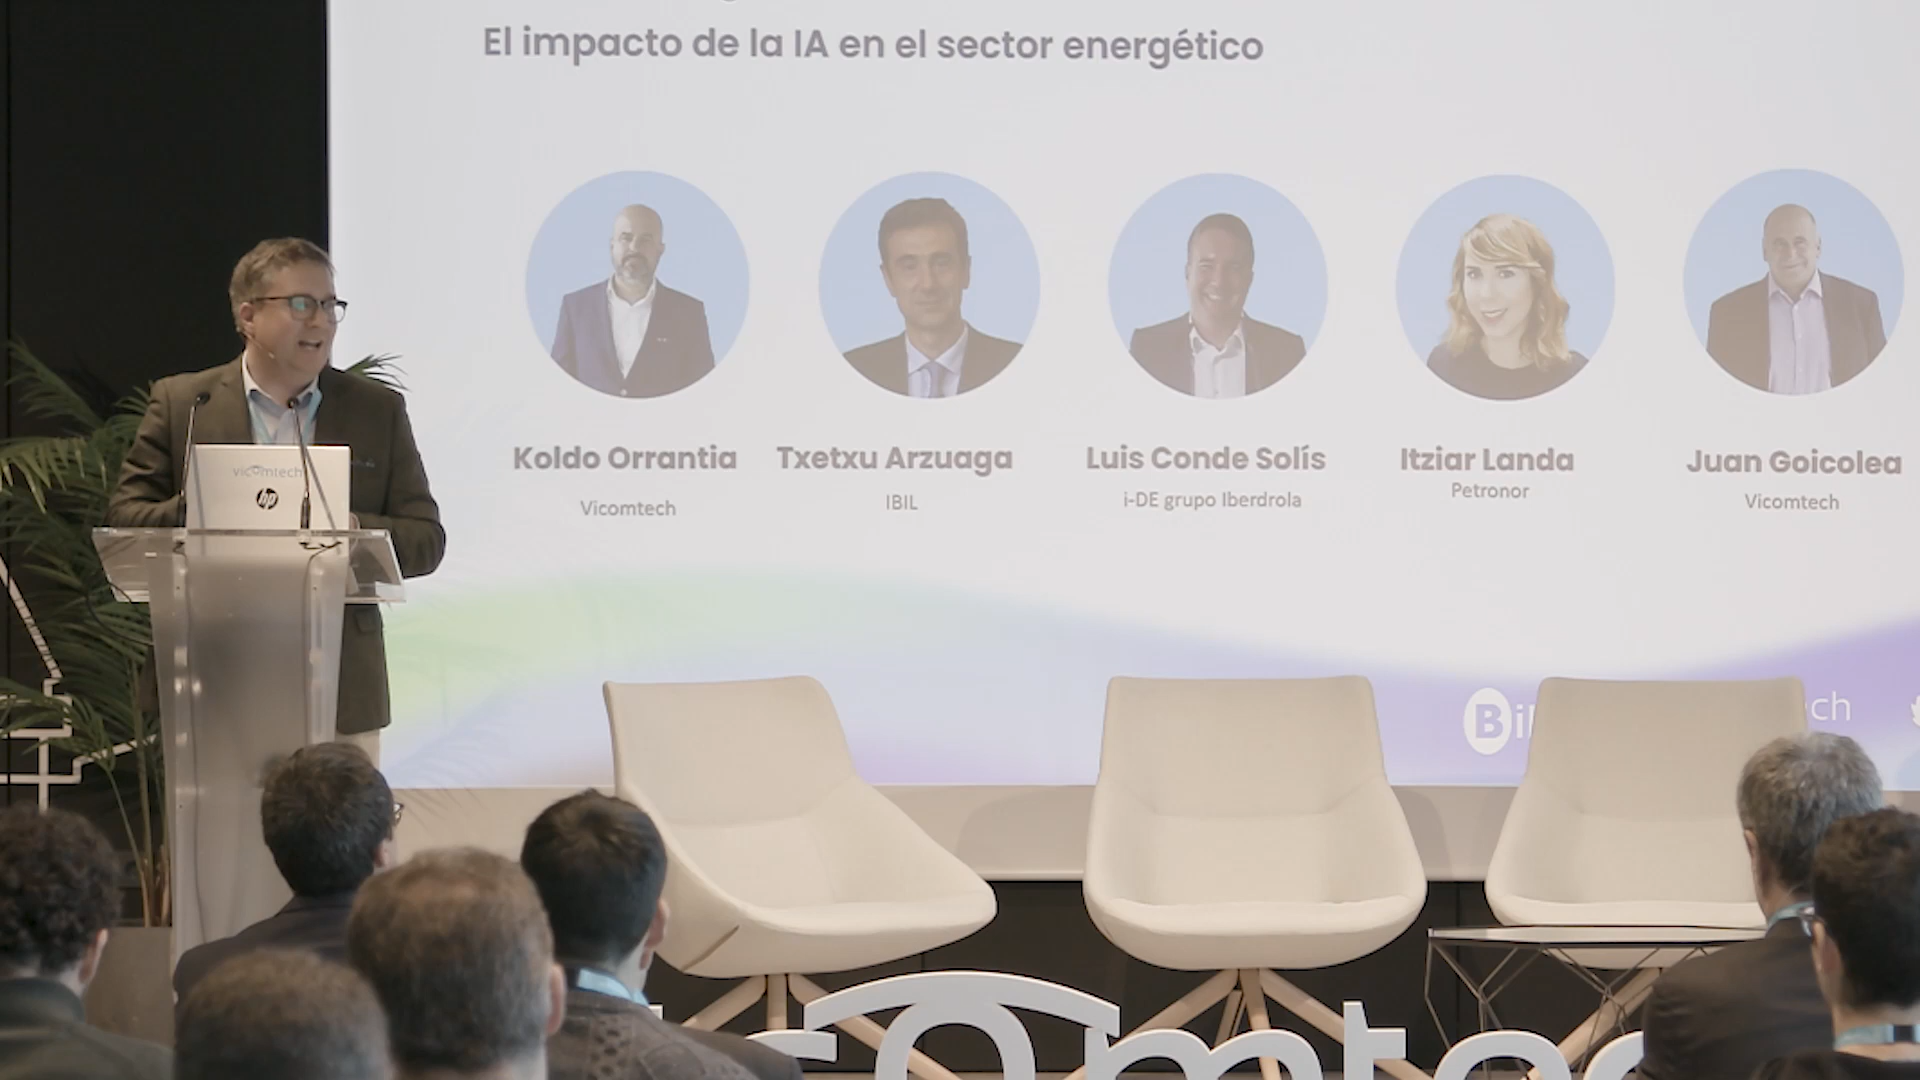 El impacto de la IA en el sector energético
Koldo Orrantia
Vicomtech
Txetxu Arzuaga
IBIL
Luis Conde Solís
i-DE grupo Iberdrola
Itziar Landa
Petronor
Juan Goicolea
Vicomtech
vicomtech
hp